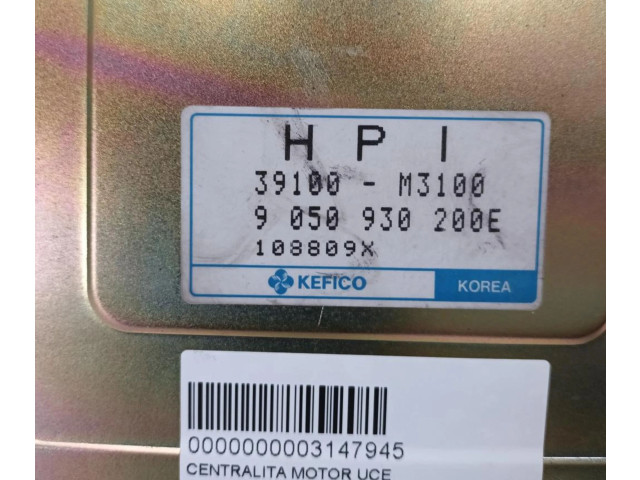 H P I
39100 - M3100
9 050 930 200E
108809X
KEFICO KOREA
0000000003147945
CENTRALITA MOTOR UCE